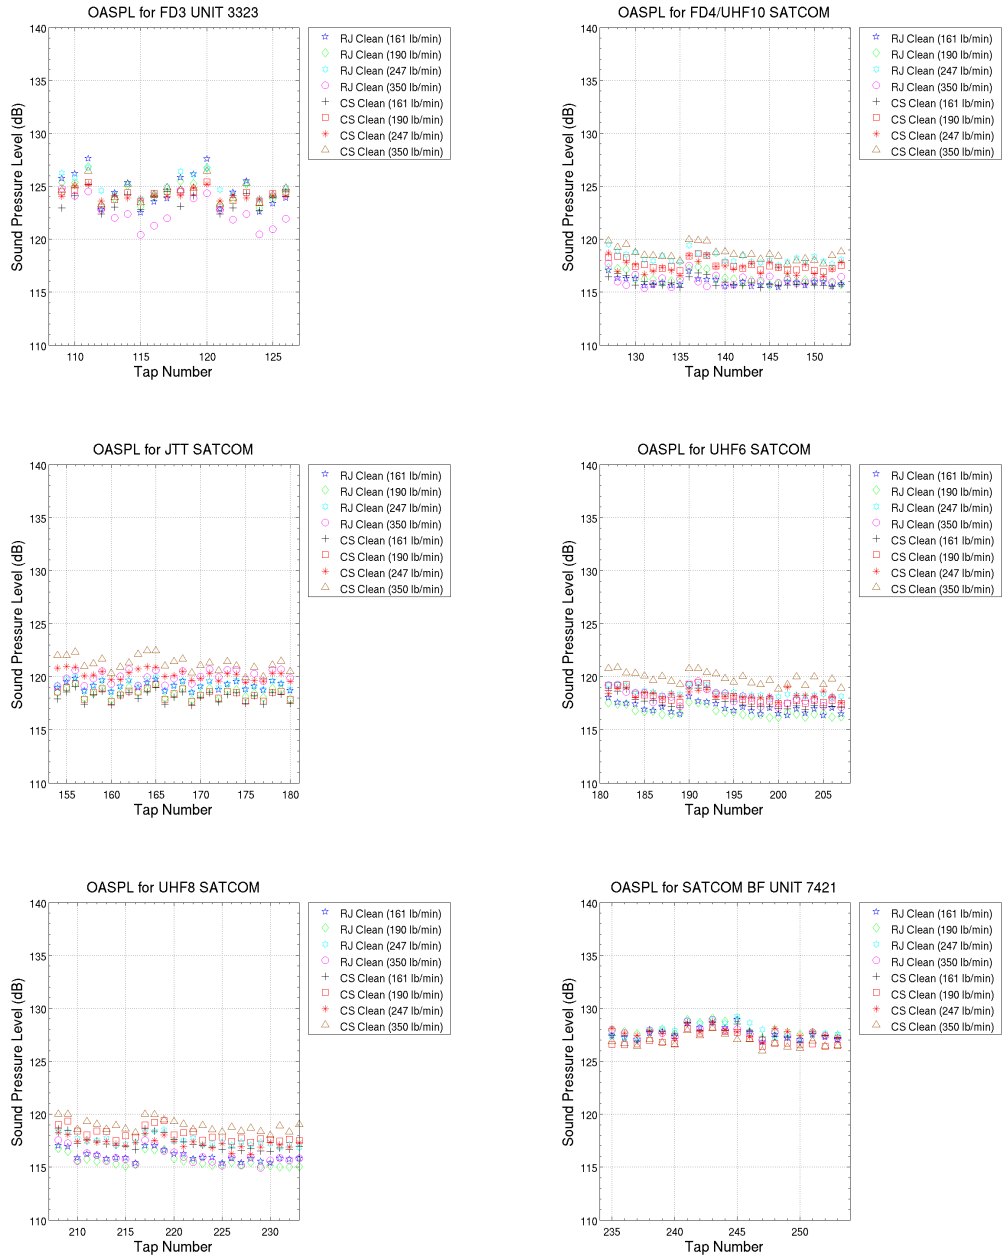 OASPL for FD3 UNIT 3323
Sound Pressure Level (dB)
140
135
130
125
120
115
110
110
115
120
125
Tap Number
RJ Clean (161 lb/min)
RJ Clean (190 lb/min)
RJ Clean (247 lb/min)
RJ Clean (350 lb/min)
CS Clean (161 lb/min)
CS Clean (190 lb/min)
CS Clean (247 lb/min)
CS Clean (350 lb/min)
OASPL for FD4/UHF10 SATCOM
Sound Pressure Level (dB)
140
135
130
125
120
115
110
130
135
140
145
150
Tap Number
RJ Clean (161 lb/min)
RJ Clean (190 lb/min)
RJ Clean (247 lb/min)
RJ Clean (350 lb/min)
CS Clean (161 lb/min)
CS Clean (190 lb/min)
CS Clean (247 lb/min)
CS Clean (350 lb/min)
OASPL for JTT SATCOM
Sound Pressure Level (dB)
140
135
130
125
120
115
110
155
160
165
170
175
180
Tap Number
RJ Clean (161 lb/min)
RJ Clean (190 lb/min)
RJ Clean (247 lb/min)
RJ Clean (350 lb/min)
CS Clean (161 lb/min)
CS Clean (190 lb/min)
CS Clean (247 lb/min)
CS Clean (350 lb/min)
OASPL for UHF6 SATCOM
Sound Pressure Level (dB)
140
135
130
125
120
115
110
180
185
190
195
200
205
Tap Number
RJ Clean (161 lb/min)
RJ Clean (190 lb/min)
RJ Clean (247 lb/min)
RJ Clean (350 lb/min)
CS Clean (161 lb/min)
CS Clean (190 lb/min)
CS Clean (247 lb/min)
CS Clean (350 lb/min)
OASPL for UHF8 SATCOM
Sound Pressure Level (dB)
140
135
130
125
120
115
110
210
215
220
225
230
Tap Number
RJ Clean (161 lb/min)
RJ Clean (190 lb/min)
RJ Clean (247 lb/min)
RJ Clean (350 lb/min)
CS Clean (161 lb/min)
CS Clean (190 lb/min)
CS Clean (247 lb/min)
CS Clean (350 lb/min)
OASPL for SATCOM BF UNIT 7421
Sound Pressure Level (dB)
140
135
130
125
120
115
110
235
240
245
250
Tap Number
RJ Clean (161 lb/min)
RJ Clean (190 lb/min)
RJ Clean (247 lb/min)
RJ Clean (350 lb/min)
CS Clean (161 lb/min)
CS Clean (190 lb/min)
CS Clean (247 lb/min)
CS Clean (350 lb/min)